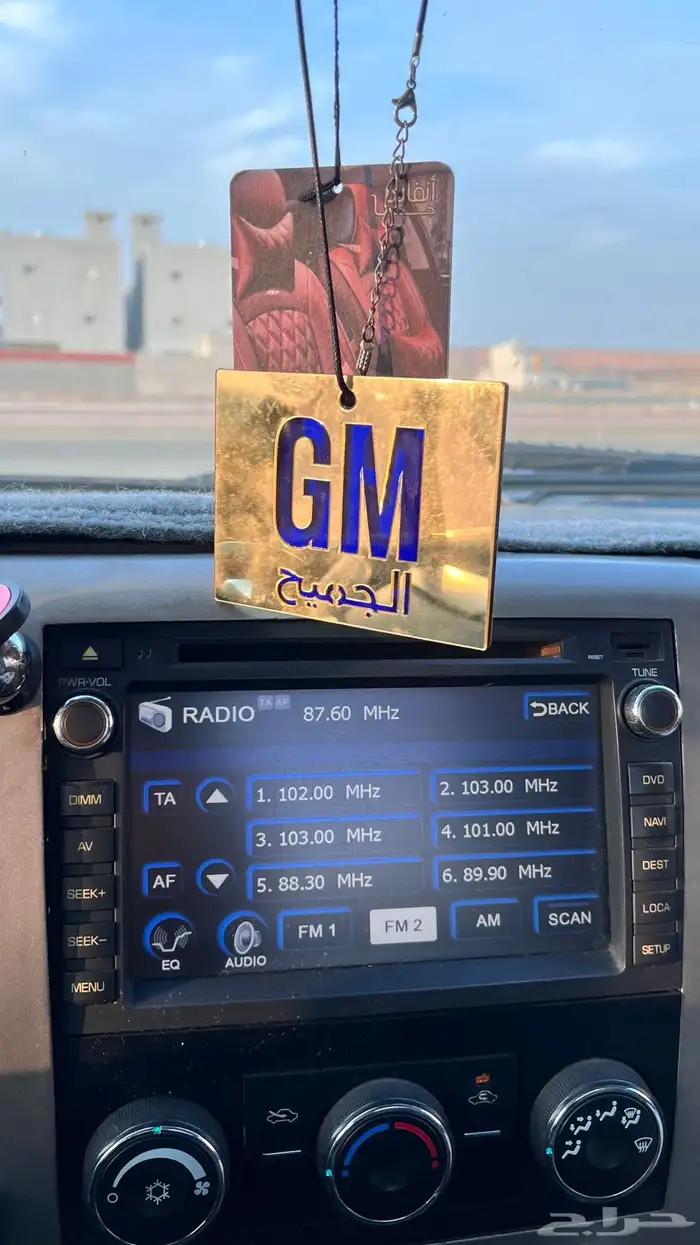 GM
الجميح
PWR-VOL
RESET
TUNE
RADIO
TA AF
87.60 MHz
BACK
DIMM
AV
SEEK+
SEEK-
MENU
TA
1. 102.00 MHz
2. 103.00 MHz
3. 103.00 MHz
4. 101.00 MHz
AF
5. 88.30 MHz
6. 89.90 MHz
EQ
AUDIO
FM 1
FM 2
AM
SCAN
DVD
NAVI
DEST
LOCA
SETUP
حراج